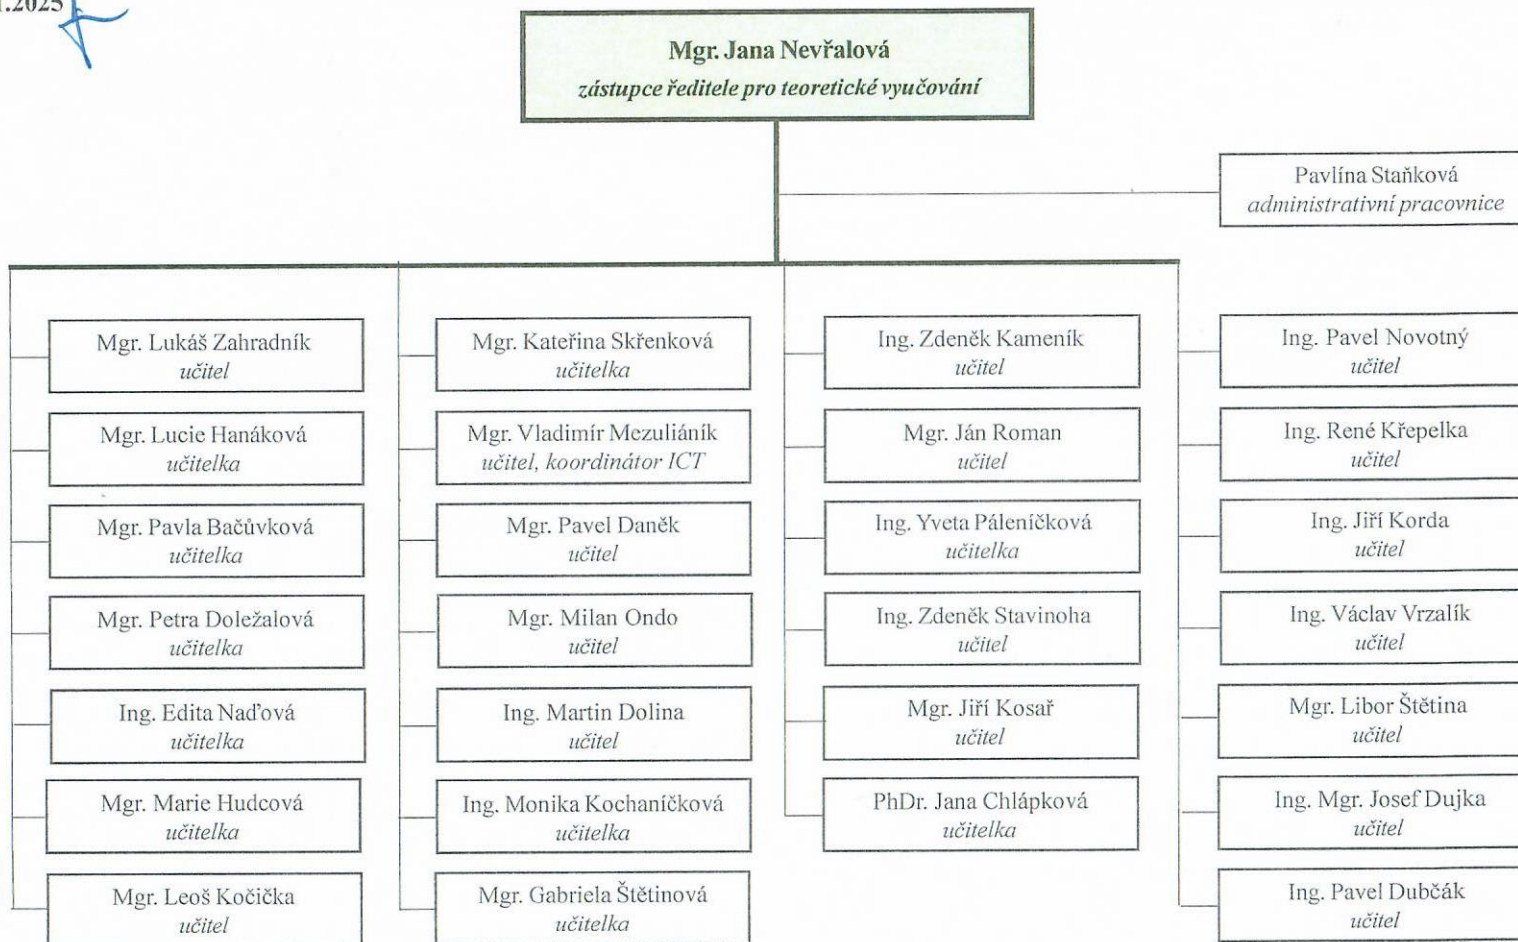 .2025
Mgr. Jana Nevřalová
zástupce ředitele pro teoretické vyučování
Pavlína Staňková
administrativní pracovnice
Mgr. Lukáš Zahradník
učitel
Mgr. Lucie Hanáková
učitelka
Mgr. Pavla Bačůvková
učitelka
Mgr. Petra Doležalová
učitelka
Ing. Edita Naďová
učitelka
Mgr. Marie Hudcová
učitelka
Mgr. Leoš Kočička
učitel
Mgr. Kateřina Skřenková
učitelka
Mgr. Vladimír Mezuliáník
učitel, koordinátor ICT
Mgr. Pavel Daněk
učitel
Mgr. Milan Ondo
učitel
Ing. Martin Dolina
učitel
Ing. Monika Kochaníčková
učitelka
Mgr. Gabriela Štětinová
učitelka
Ing. Zdeněk Kameník
učitel
Mgr. Ján Roman
učitel
Ing. Yveta Páleníčková
učitelka
Ing. Zdeněk Stavinoha
učitel
Mgr. Jiří Kosař
učitel
PhDr. Jana Chlápková
učitelka
Ing. Pavel Novotný
učitel
Ing. René Křepelka
učitel
Ing. Jiří Korda
učitel
Ing. Václav Vrzalík
učitel
Mgr. Libor Štětina
učitel
Ing. Mgr. Josef Dujka
učitel
Ing. Pavel Dubčák
učitel